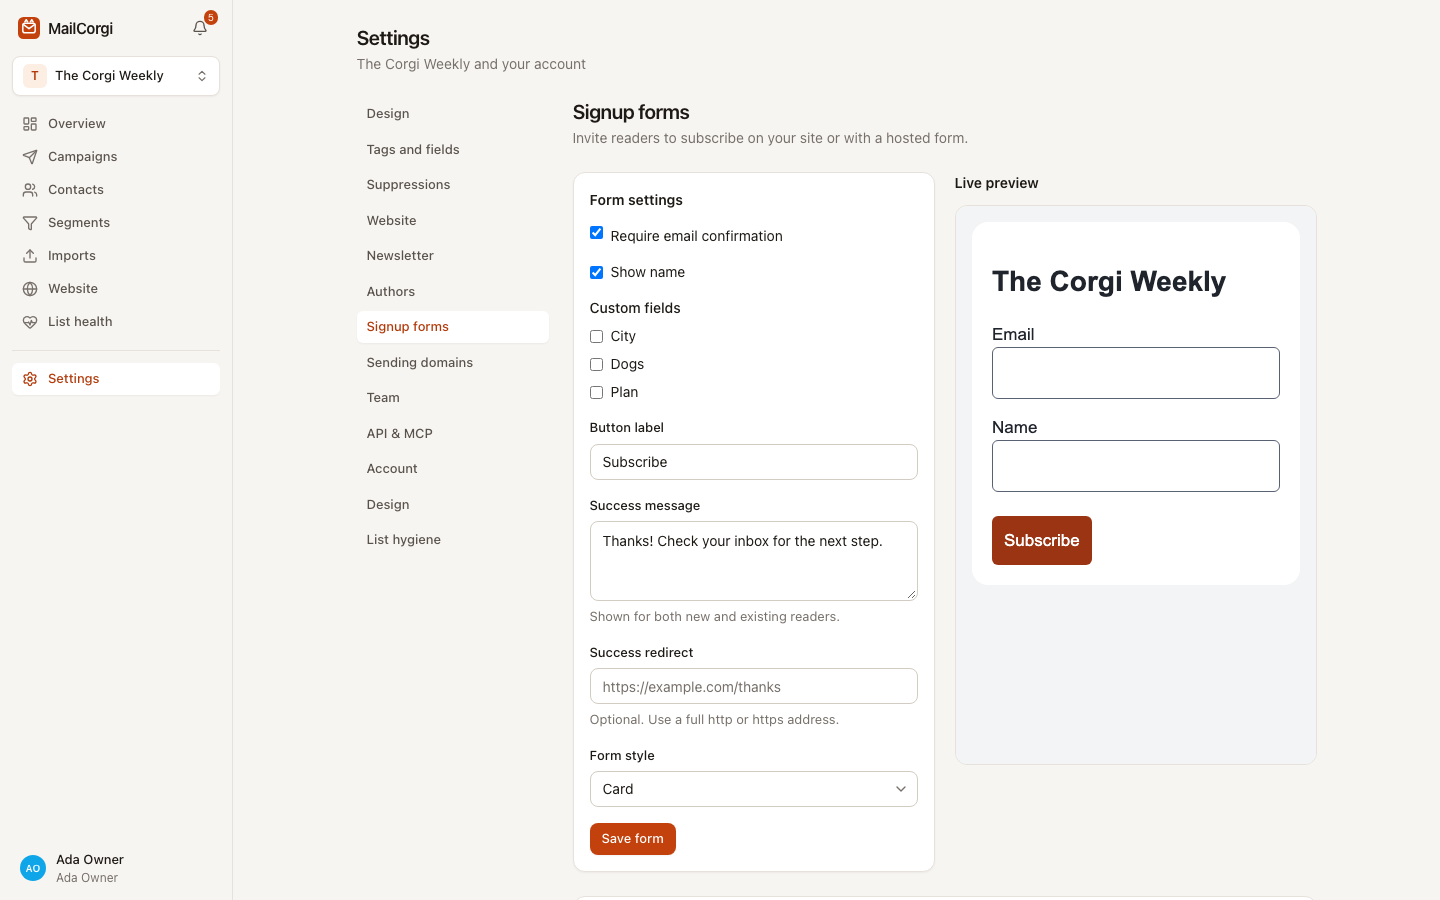 MailCorgi
5
T
The Corgi Weekly
Overview
Campaigns
Contacts
Segments
Imports
Website
List health
Settings
AO
Ada Owner
Ada Owner
Settings
The Corgi Weekly and your account
Design
Tags and fields
Suppressions
Website
Newsletter
Authors
Signup forms
Sending domains
Team
API & MCP
Account
Design
List hygiene
Signup forms
Invite readers to subscribe on your site or with a hosted form.
Form settings
Require email confirmation
Show name
Custom fields
City
Dogs
Plan
Button label
Subscribe
Success message
Thanks! Check your inbox for the next step.
Shown for both new and existing readers.
Success redirect
https://example.com/thanks
Optional. Use a full http or https address.
Form style
Card
Save form
Live preview
The Corgi Weekly
Email
Name
Subscribe